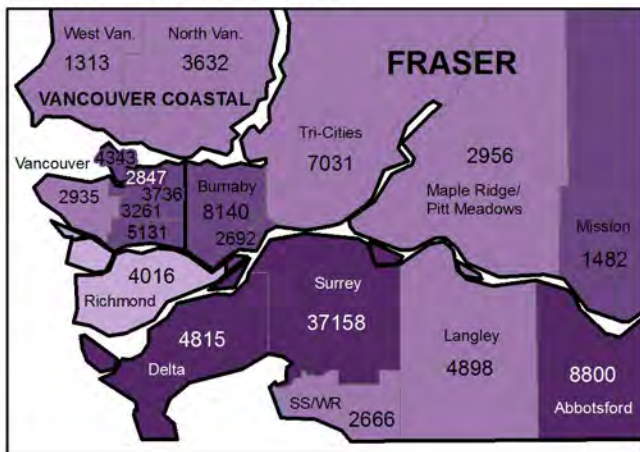 West Van.
1313
North Van.
3632
VANCOUVER COASTAL
FRASER
Vancouver
4343
2847
2935
3736
3261
5131
Burnaby
8140
2692
Tri-Cities
7031
2956
Maple Ridge/
Pitt Meadows
Mission
1482
4016
Richmond
4815
Delta
Surrey
37158
SS/WR
2666
Langley
4898
8800
Abbotsford